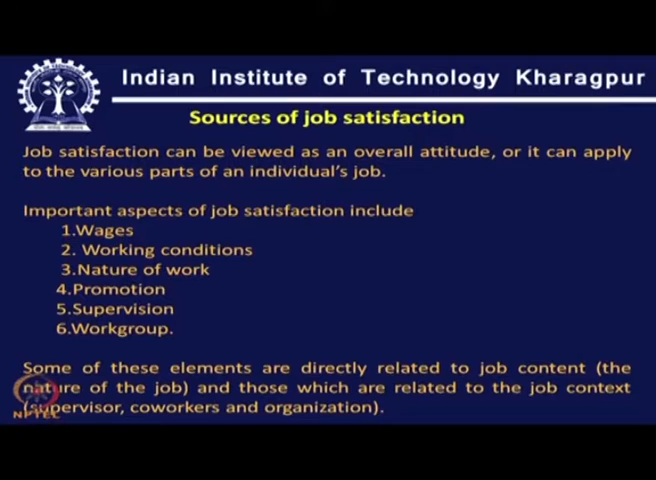 Indian Institute of Technology Kharagpur
Sources of job satisfaction
Job satisfaction can be viewed as an overall attitude, or it can apply
to the various parts of an individual's job.
Important aspects of job satisfaction include
1.Wages
2. Working conditions
3.Nature of work
4.Promotion
5.Supervision
6.Workgroup.
Some of these elements are directly related to job content (the
nature of the job) and those which are related to the job context
(supervisor, coworkers and organization).
NPTEL